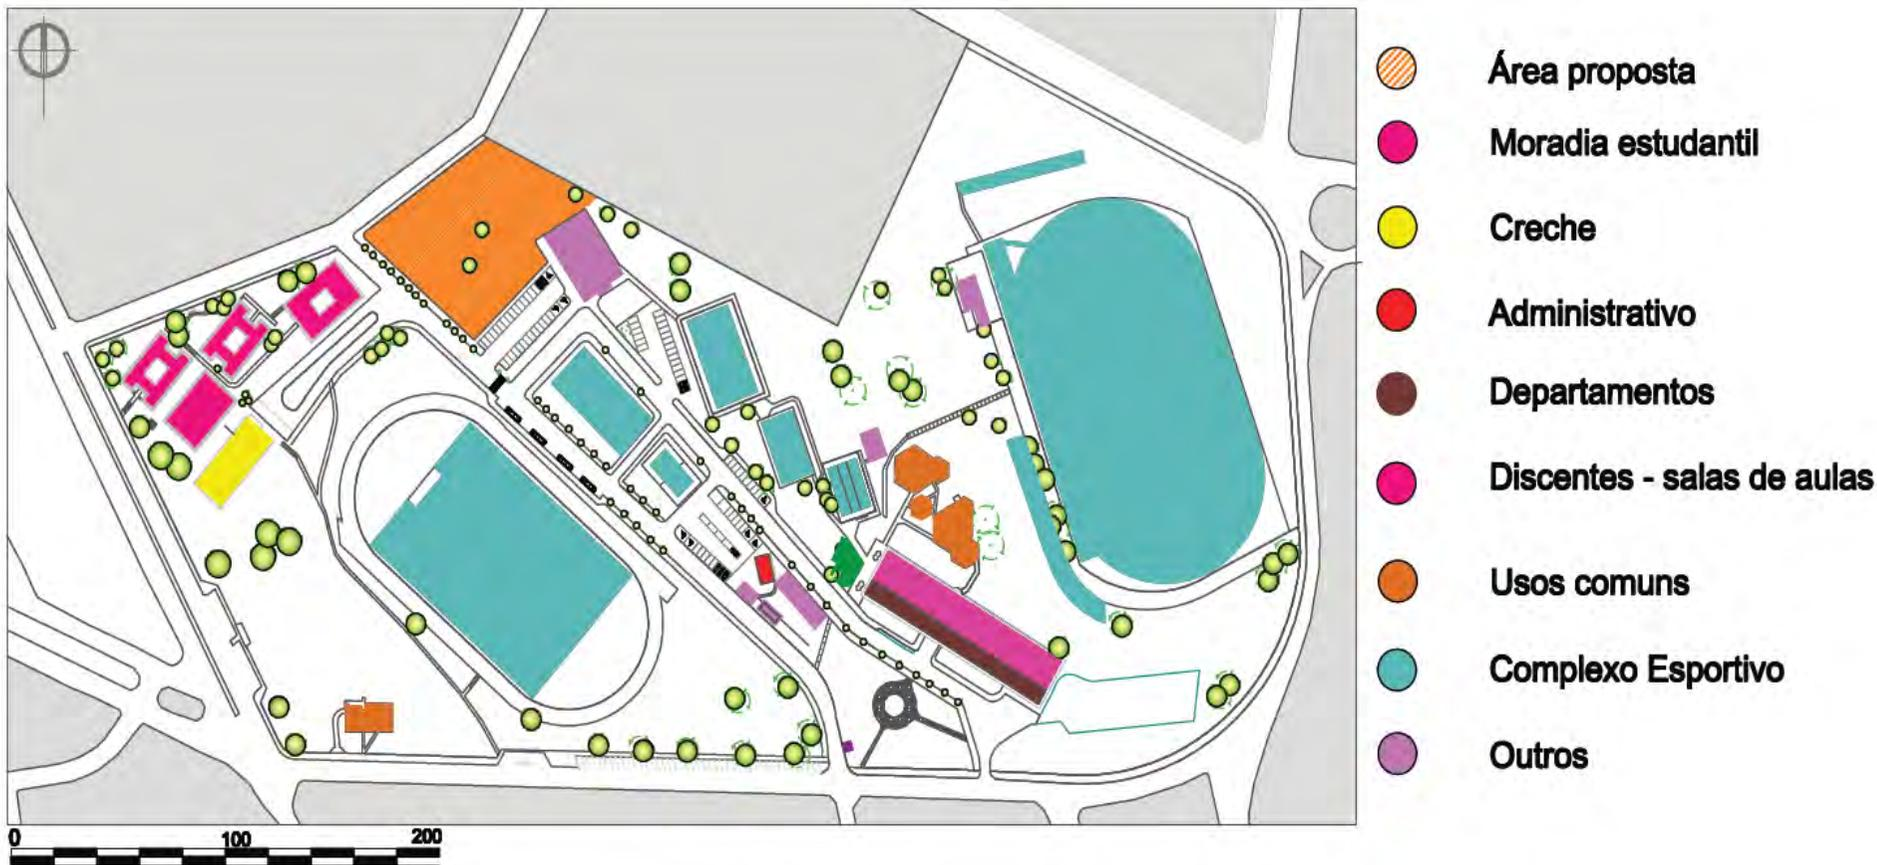 Área proposta
Moradia estudantil
Creche
Administrativo
Departamentos
Discentes - salas de aulas
Usos comuns
Complexo Esportivo
Outros
0 100 200